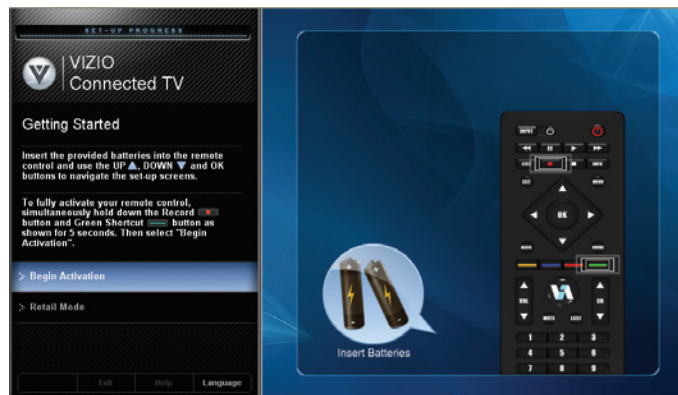 SET-UP PROGRESS
VIZIO
Connected TV
Getting Started
Insert the provided batteries into the remote
control and use the UP ▲, DOWN ▼ and OK
buttons to navigate the set-up screens.
To fully activate your remote control,
simultaneously hold down the Record
button and Green Shortcut button as
shown for 5 seconds. Then select "Begin
Activation".
> Begin Activation
> Retail Mode
Exit Help Language
Insert Batteries
INPUT
INFO
EXIT MENU
OK
BACK GUIDE
VOL CH
MUTE LAST
1 2 3
4 5 6
7 8 9